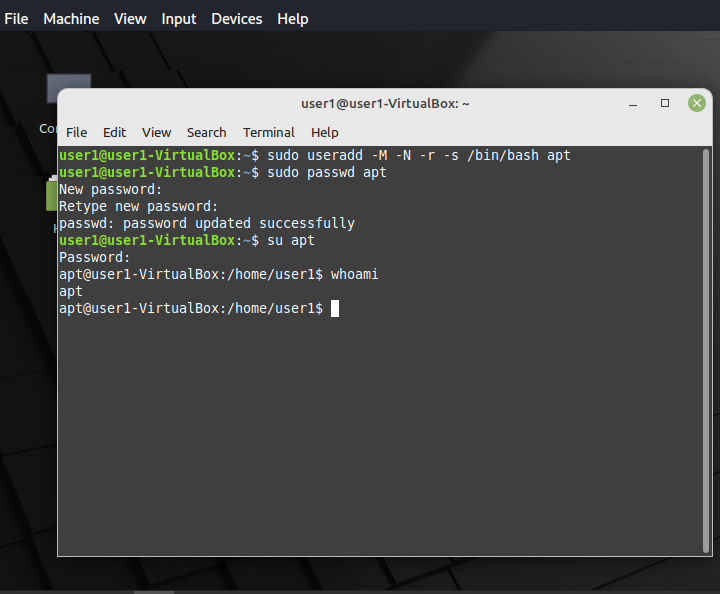 File Machine View Input Devices Help
user1@user1-VirtualBox: ~
File Edit View Search Terminal Help
user1@user1-VirtualBox:~$ sudo useradd -M -N -r -s /bin/bash apt
user1@user1-VirtualBox:~$ sudo passwd apt
New password:
Retype new password:
passwd: password updated successfully
user1@user1-VirtualBox:~$ su apt
Password:
apt@user1-VirtualBox:/home/user1$ whoami
apt
apt@user1-VirtualBox:/home/user1$